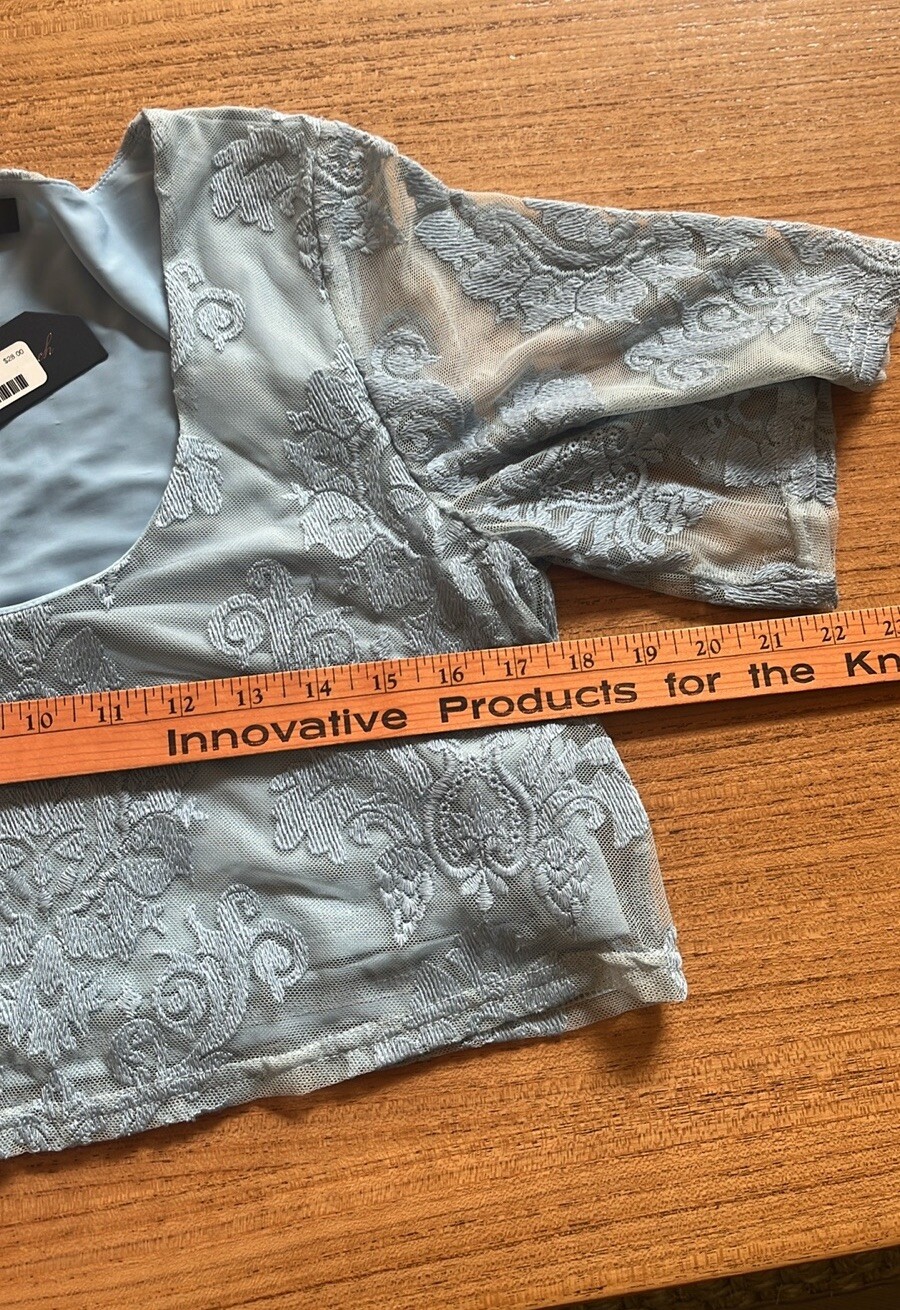 $28.00
10 11 12 13 14 15 16 17 18 19 20 21 22 23
Innovative Products for the Kn